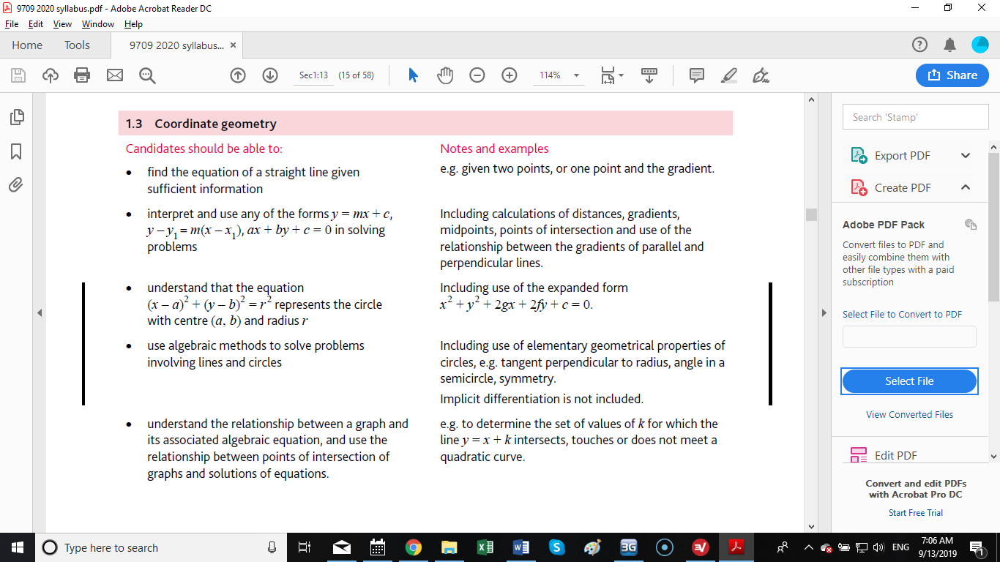 9709 2020 syllabus.pdf - Adobe Acrobat Reader DC
File Edit View Window Help
Home Tools 9709 2020 syllabus... ×
Sec1:13 (15 of 58) 114% Share
1.3 Coordinate geometry
Candidates should be able to:
• find the equation of a straight line given
sufficient information
• interpret and use any of the forms y = mx + c,
y – y₁ = m(x – x₁), ax + by + c = 0 in solving
problems
• understand that the equation
(x – a)² + (y – b)² = r² represents the circle
with centre (a, b) and radius r
• use algebraic methods to solve problems
involving lines and circles
• understand the relationship between a graph and
its associated algebraic equation, and use the
relationship between points of intersection of
graphs and solutions of equations.
Notes and examples
e.g. given two points, or one point and the gradient.
Including calculations of distances, gradients,
midpoints, points of intersection and use of the
relationship between the gradients of parallel and
perpendicular lines.
Including use of the expanded form
x² + y² + 2gx + 2fy + c = 0.
Including use of elementary geometrical properties of
circles, e.g. tangent perpendicular to radius, angle in a
semicircle, symmetry.
Implicit differentiation is not included.
e.g. to determine the set of values of k for which the
line y = x + k intersects, touches or does not meet a
quadratic curve.
Search 'Stamp'
Export PDF
Create PDF
Adobe PDF Pack
Convert files to PDF and
easily combine them with
other file types with a paid
subscription
Select File to Convert to PDF
Select File
View Converted Files
Edit PDF
Convert and edit PDFs
with Acrobat Pro DC
Start Free Trial
Type here to search
3G
ENG
7:06 AM
9/13/2019
1